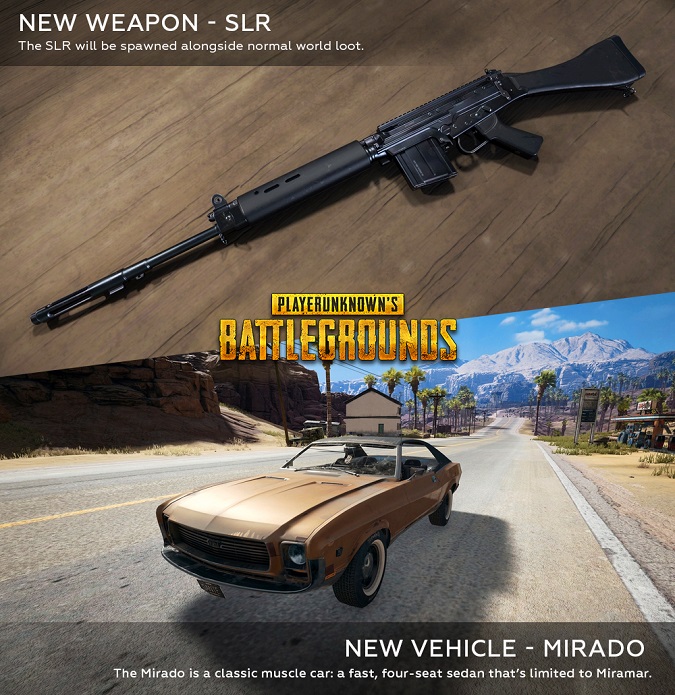 NEW WEAPON - SLR
The SLR will be spawned alongside normal world loot.
PLAYERUNKNOWN'S
BATTLEGROUNDS
NEW VEHICLE - MIRADO
The Mirado is a classic muscle car: a fast, four-seat sedan that's limited to Miramar.